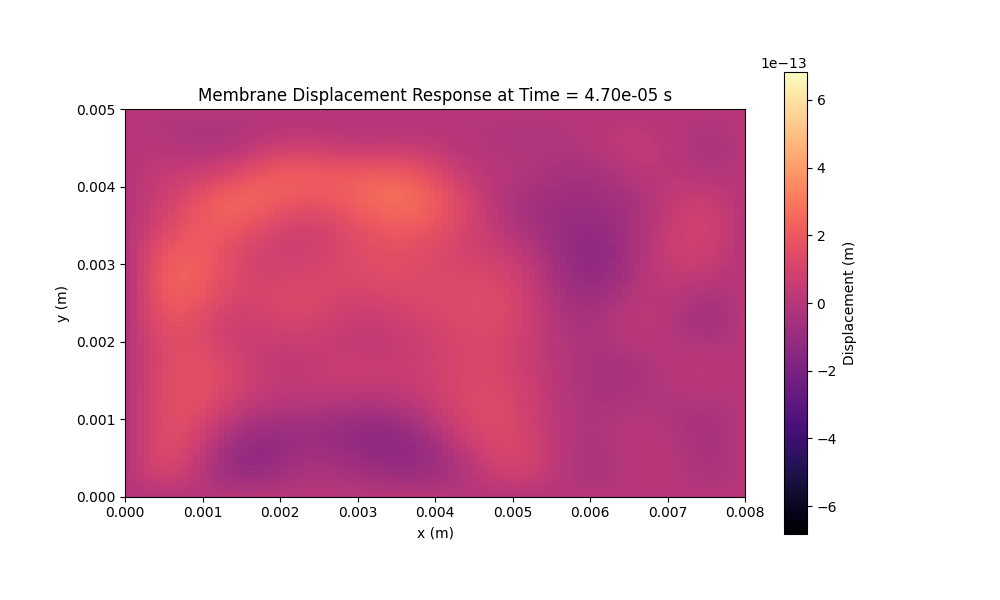 1e−13
Membrane Displacement Response at Time = 4.70e-05 s
0.005
0.004
0.003
0.002
0.001
0.000
y (m)
0.000 0.001 0.002 0.003 0.004 0.005 0.006 0.007 0.008
x (m)
6
4
2
0
−2
−4
−6
Displacement (m)